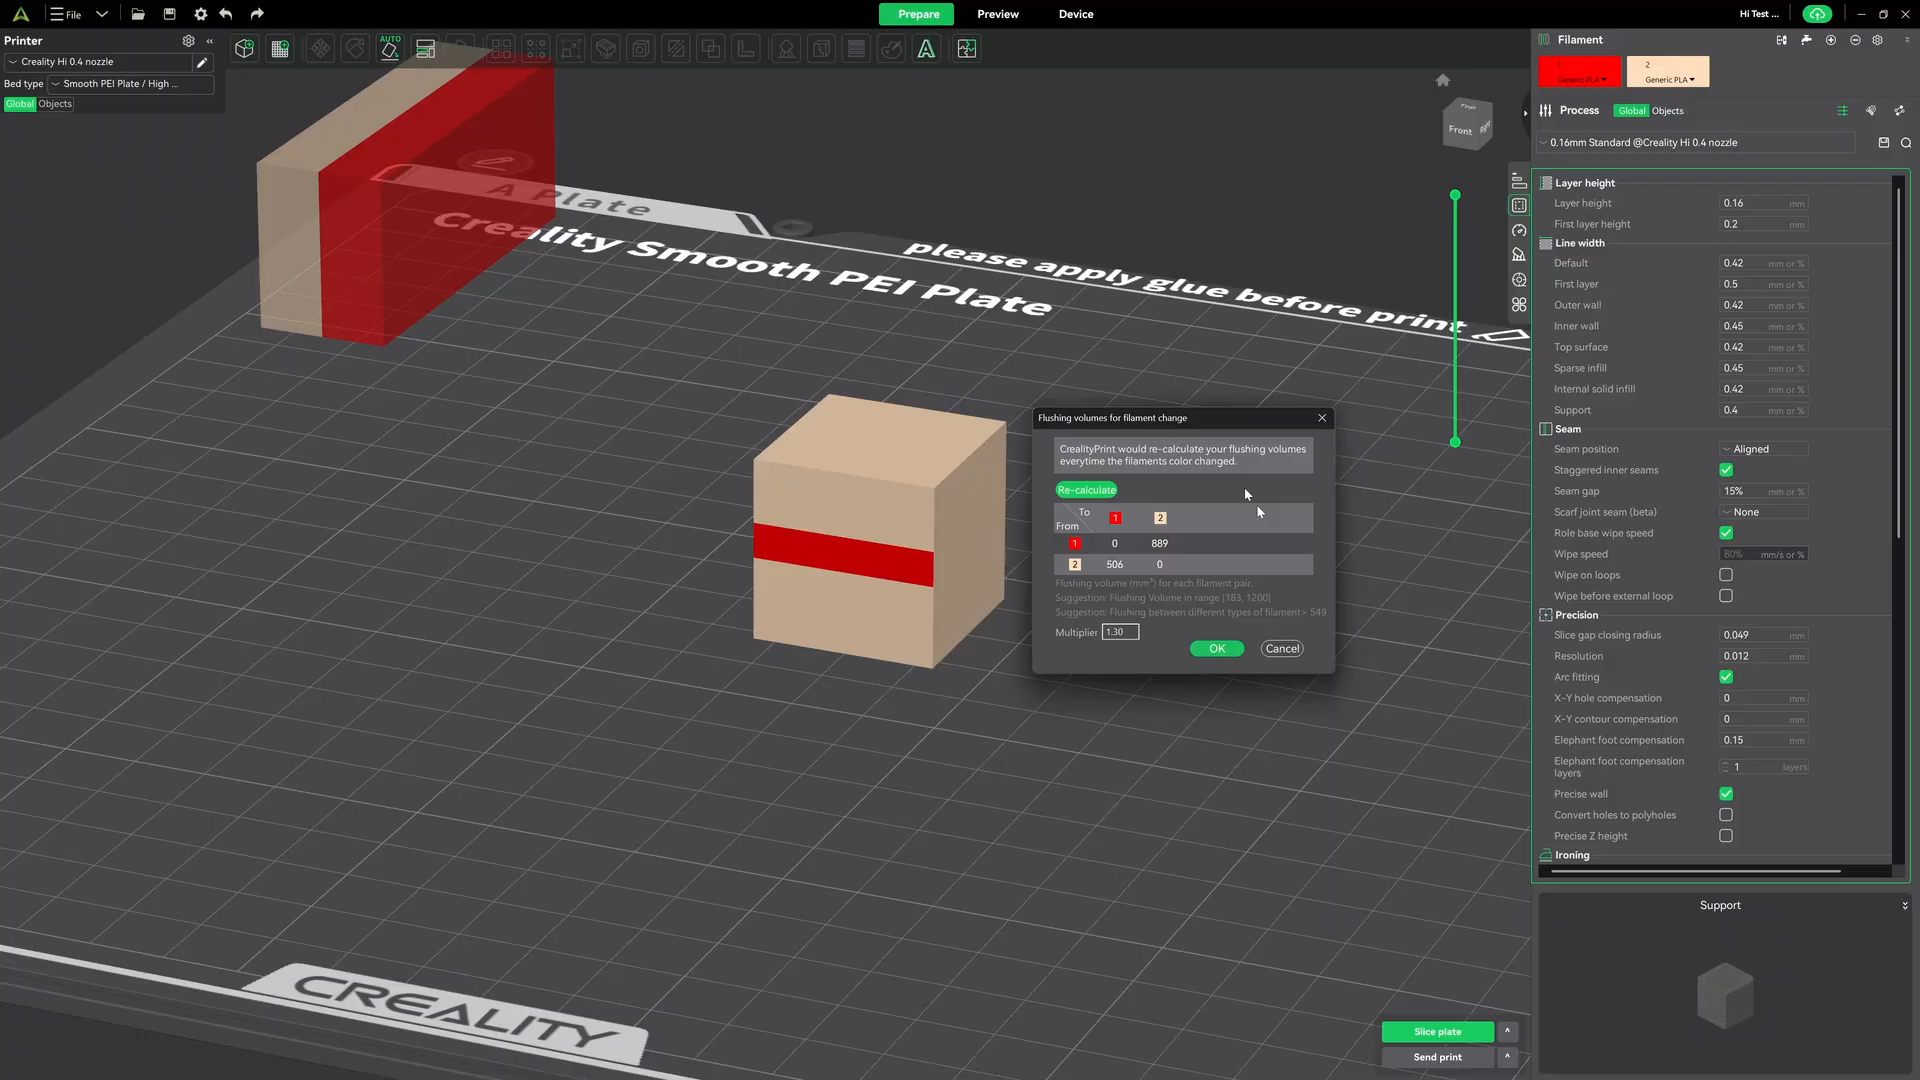 File
Prepare
Preview
Device
Hi Test ...
Printer
Creality Hi 0.4 nozzle
Bed type
Smooth PEI Plate / High ...
Global
Objects
AUTO
A Plate
Creality Smooth PEI Plate
please apply glue before print
CREALITY
Top
Front
Flushing volumes for filament change
CrealityPrint would re-calculate your flushing volumes
everytime the filaments color changed.
Re-calculate
To
From
1 2
1 0 889
2 506 0
Flushing volume (mm³) for each filament pair.
Suggestion: Flushing Volume in range [183, 1200]
Suggestion: Flushing between different types of filament> 549
Multiplier 1.30
OK
Cancel
Filament
1
Generic PLA
2
Generic PLA
Process
Global
Objects
0.16mm Standard @Creality Hi 0.4 nozzle
Layer height
Layer height 0.16 mm
First layer height 0.2 mm
Line width
Default 0.42 mm or %
First layer 0.5 mm or %
Outer wall 0.42 mm or %
Inner wall 0.45 mm or %
Top surface 0.42 mm or %
Sparse infill 0.45 mm or %
Internal solid infill 0.42 mm or %
Support 0.4 mm or %
Seam
Seam position Aligned
Staggered inner seams
Seam gap 15% mm or %
Scarf joint seam (beta) None
Role base wipe speed
Wipe speed 80% mm/s or %
Wipe on loops
Wipe before external loop
Precision
Slice gap closing radius 0.049 mm
Resolution 0.012 mm
Arc fitting
X-Y hole compensation 0 mm
X-Y contour compensation 0 mm
Elephant foot compensation 0.15 mm
Elephant foot compensation
layers 1 layers
Precise wall
Convert holes to polyholes
Precise Z height
Ironing
Support
Slice plate
Send print